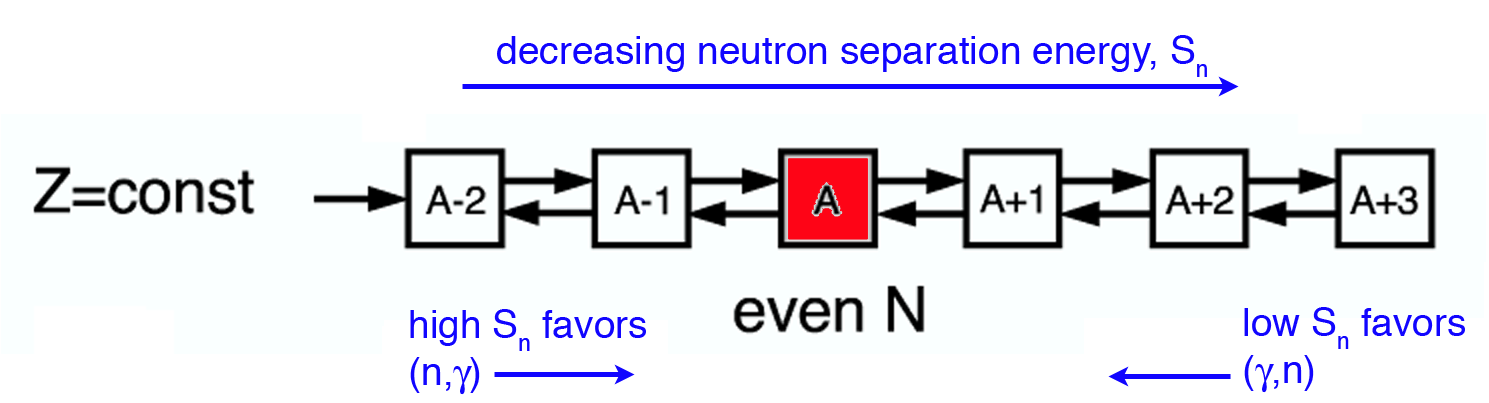 decreasing neutron separation energy, Sn
Z=const
A-2
A-1
A
A+1
A+2
A+3
even N
high Sn favors
(n,γ)
low Sn favors
(γ,n)